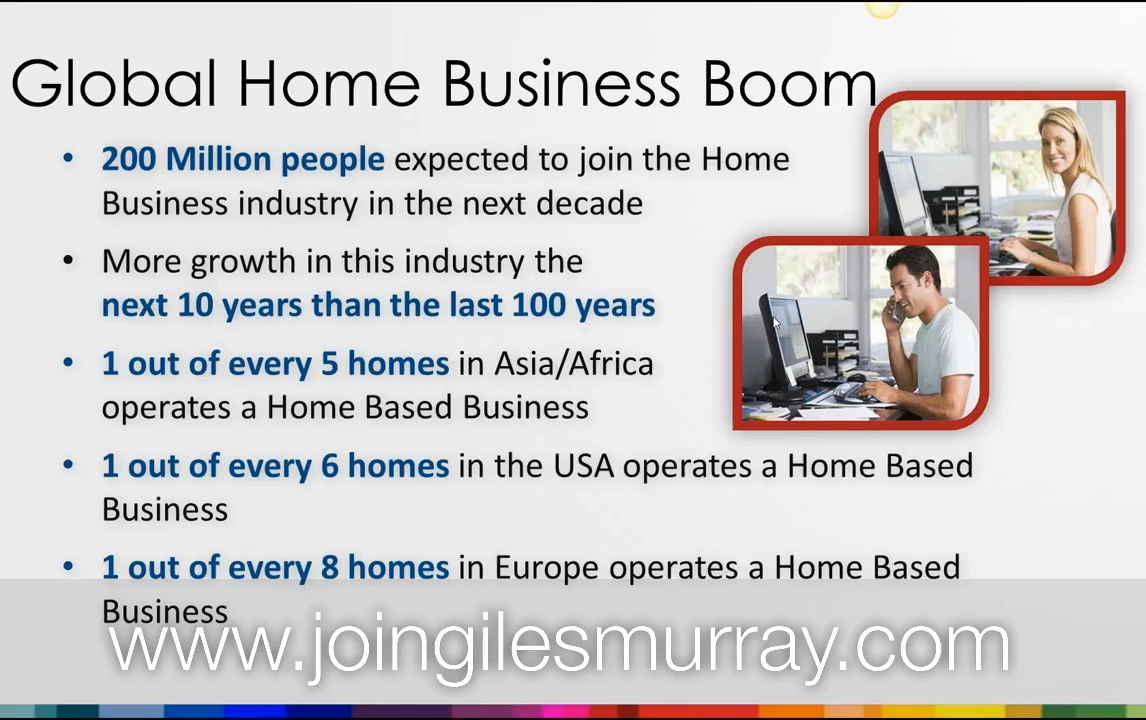 Global Home Business Boom
• 200 Million people expected to join the Home
Business industry in the next decade
• More growth in this industry the
next 10 years than the last 100 years
• 1 out of every 5 homes in Asia/Africa
operates a Home Based Business
• 1 out of every 6 homes in the USA operates a Home Based
Business
• 1 out of every 8 homes in Europe operates a Home Based
Business
www.joingilesmurray.com